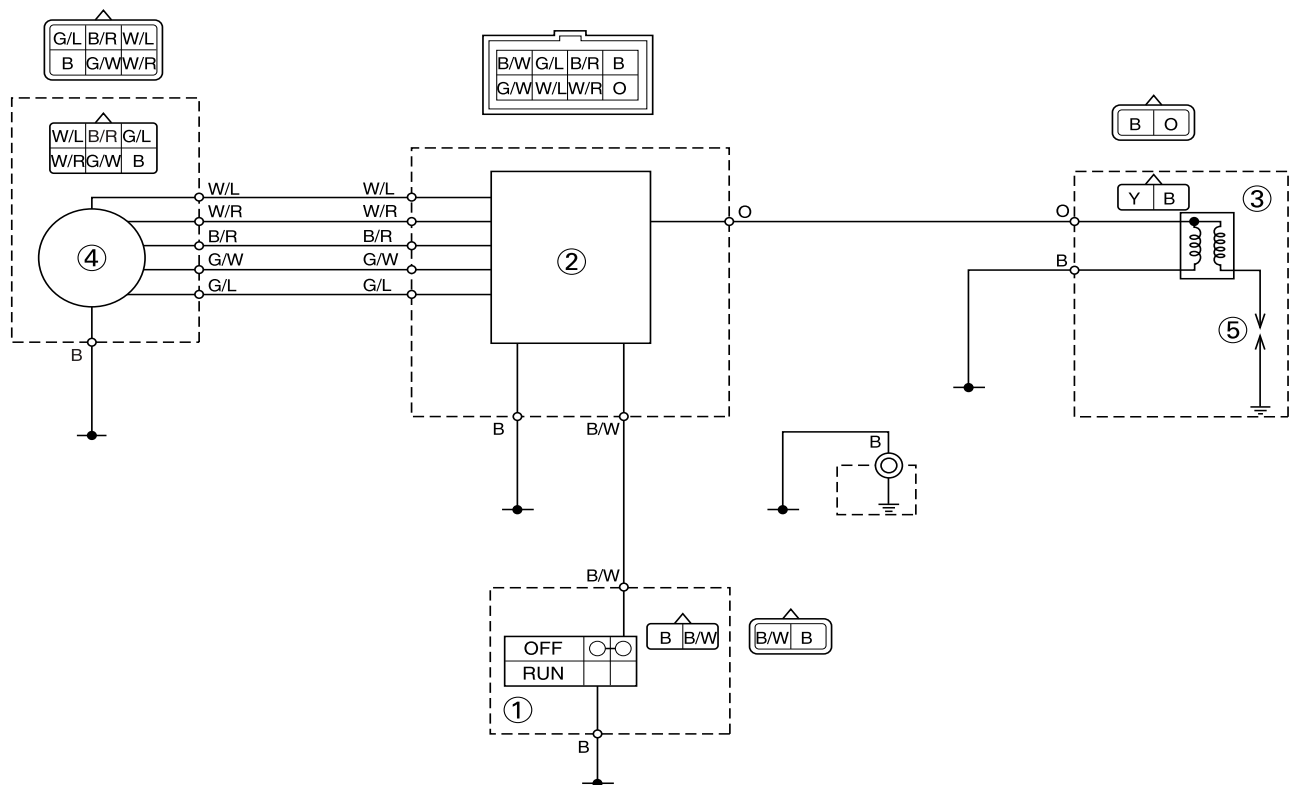 G/L B/R W/L
B G/W W/R
W/L B/R G/L
W/R G/W B
B/W G/L B/R B
G/W W/L W/R O
B O
Y B
③
W/L W/L
W/R W/R
B/R B/R
G/W G/W
G/L G/L
④
②
O O
B
⑤
B
B B/W
B
B/W
OFF
RUN
B B/W
B/W B
①
B